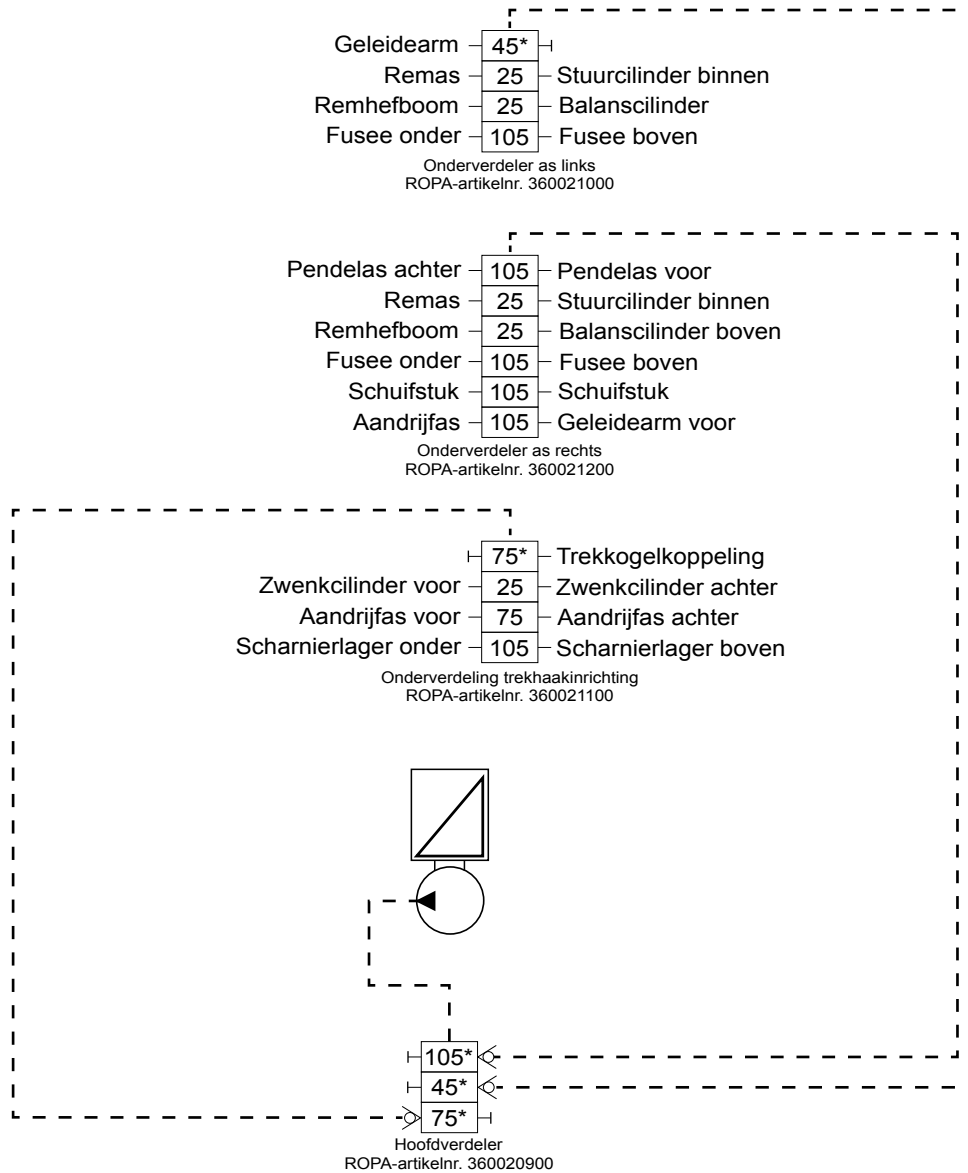 Geleidearm 45*
Remas 25 Stuurcilinder binnen
Remhefboom 25 Balanscilinder
Fusee onder 105 Fusee boven
Onderverdeler as links
ROPA-artikelnr. 360021000
Pendelas achter 105 Pendelas voor
Remas 25 Stuurcilinder binnen
Remhefboom 25 Balanscilinder boven
Fusee onder 105 Fusee boven
Schuifstuk 105 Schuifstuk
Aandrijfas 105 Geleidearm voor
Onderverdeler as rechts
ROPA-artikelnr. 360021200
75* Trekkogelkoppeling
Zwenkcilinder voor 25 Zwenkcilinder achter
Aandrijfas voor 75 Aandrijfas achter
Scharnierlager onder 105 Scharnierlager boven
Onderverdeling trekhaakinrichting
ROPA-artikelnr. 360021100
105*
45*
75*
Hoofdverdeler
ROPA-artikelnr. 360020900